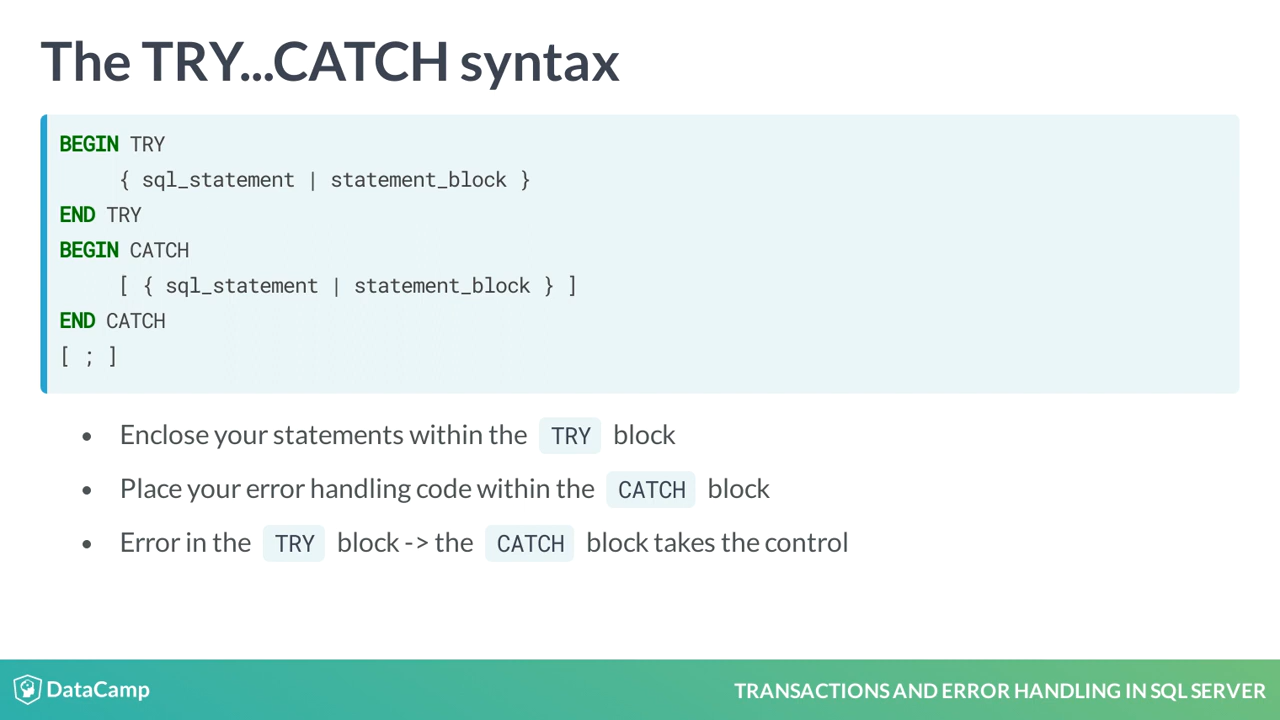 The TRY...CATCH syntax
BEGIN TRY
{ sql_statement | statement_block }
END TRY
BEGIN CATCH
[ { sql_statement | statement_block } ]
END CATCH
[ ; ]
• Enclose your statements within the TRY block
• Place your error handling code within the CATCH block
• Error in the TRY block -> the CATCH block takes the control
DataCamp
TRANSACTIONS AND ERROR HANDLING IN SQL SERVER